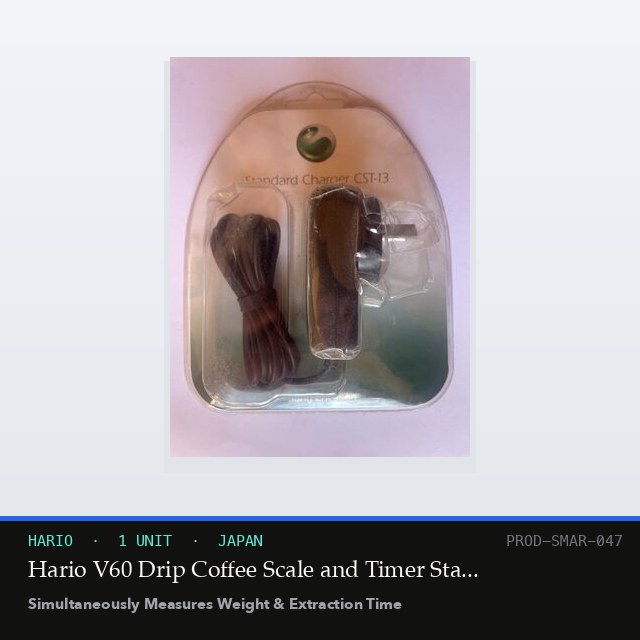 Standard Charger CST-13
HARIO · 1 UNIT · JAPAN
PROD–SMAR–047
Hario V60 Drip Coffee Scale and Timer Sta...
Simultaneously Measures Weight & Extraction Time